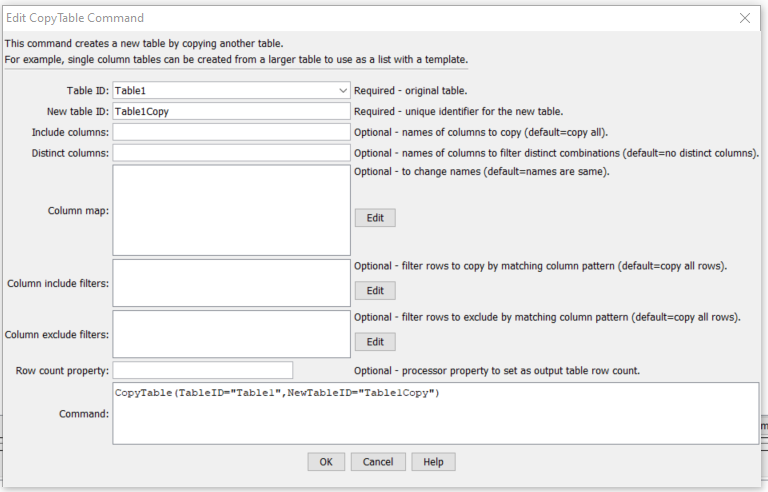 Edit CopyTable Command
This command creates a new table by copying another table.
For example, single column tables can be created from a larger table to use as a list with a template.
Table ID: Table1 Required - original table.
New table ID: Table1Copy Required - unique identifier for the new table.
Include columns: Optional - names of columns to copy (default=copy all).
Distinct columns: Optional - names of columns to filter distinct combinations (default=no distinct columns).
Optional - to change names (default=names are same).
Column map: Edit
Optional - filter rows to copy by matching column pattern (default=copy all rows).
Column include filters: Edit
Optional - filter rows to exclude by matching column pattern (default=copy all rows).
Column exclude filters: Edit
Row count property: Optional - processor property to set as output table row count.
CopyTable(TableID="Table1",NewTableID="Table1Copy")
Command:
OK Cancel Help